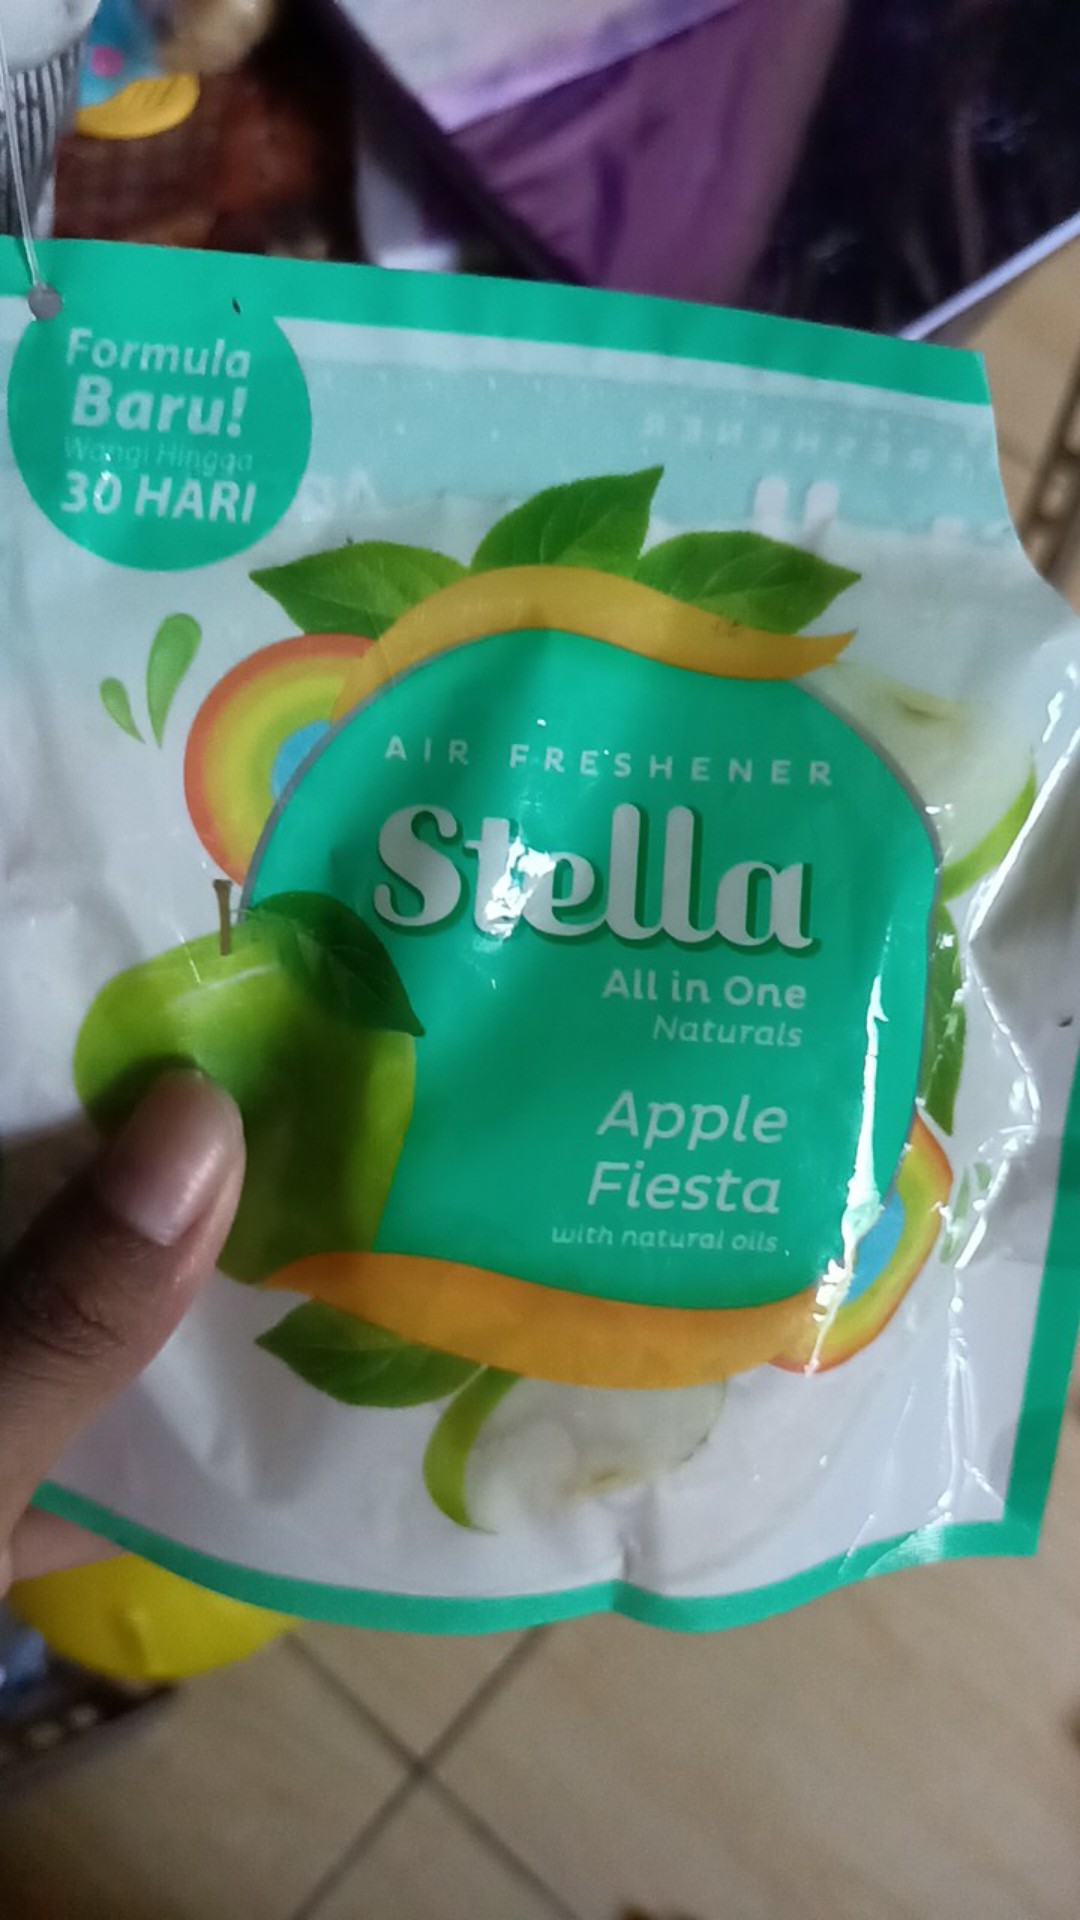 Formula
Baru!
Wangi Hingga
30 HARI
AIR FRESHENER
Stella
All in One
Naturals
Apple
Fiesta
with natural oils